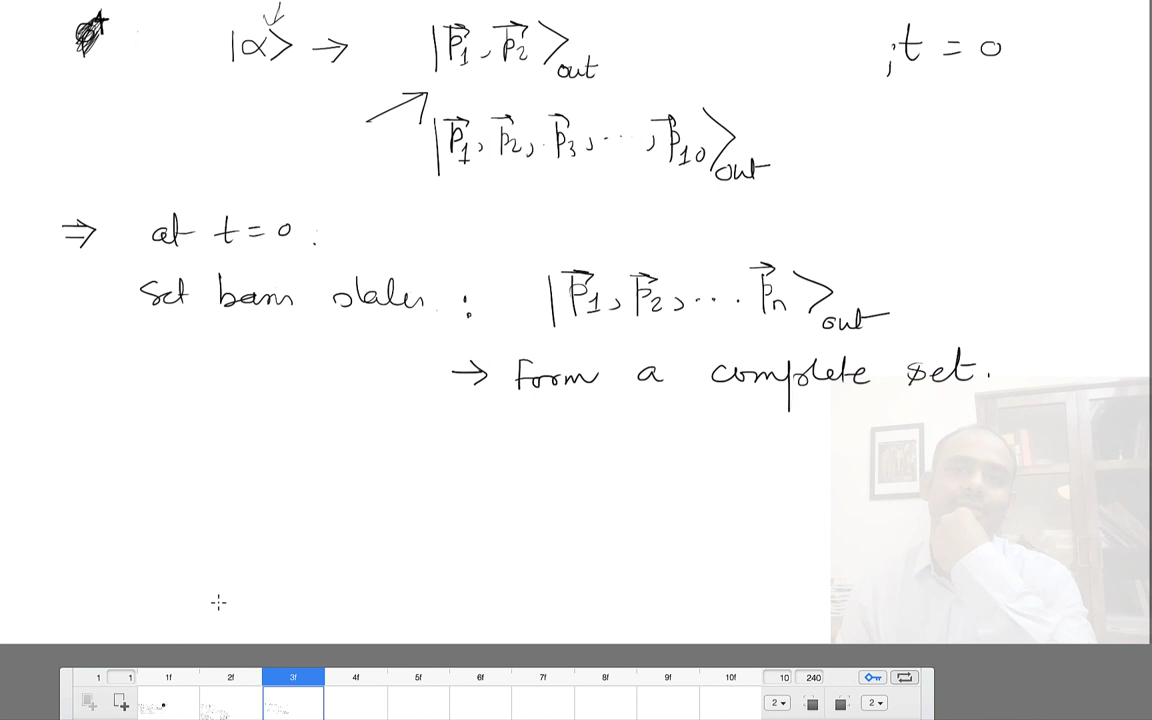 |α⟩ → |p⃗₁, p⃗₂⟩out ; t = 0
|p⃗₁, p⃗₂, p⃗₃, ..., p⃗₁₀⟩out
⇒ at t = 0.
Set basis states : |p⃗₁, p⃗₂, ... p⃗n⟩out
→ Form a complete set.
1 1 1f 2f 3f 4f 5f 6f 7f 8f 9f 10f 10 240
2 2